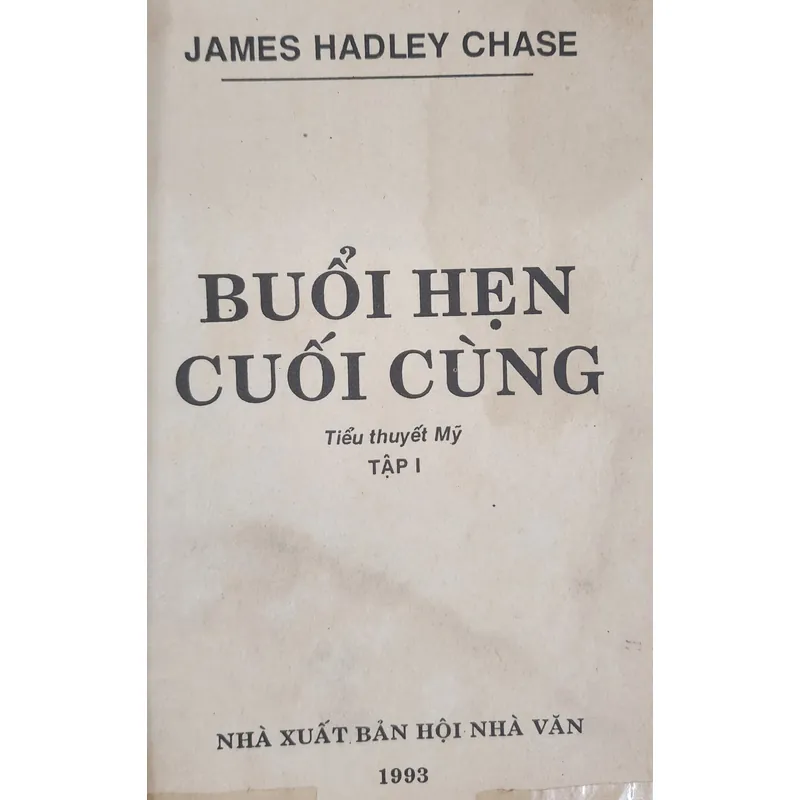 JAMES HADLEY CHASE
BUỔI HẸN
CUỐI CÙNG
Tiểu thuyết Mỹ
TẬP I
NHÀ XUẤT BẢN HỘI NHÀ VĂN
1993